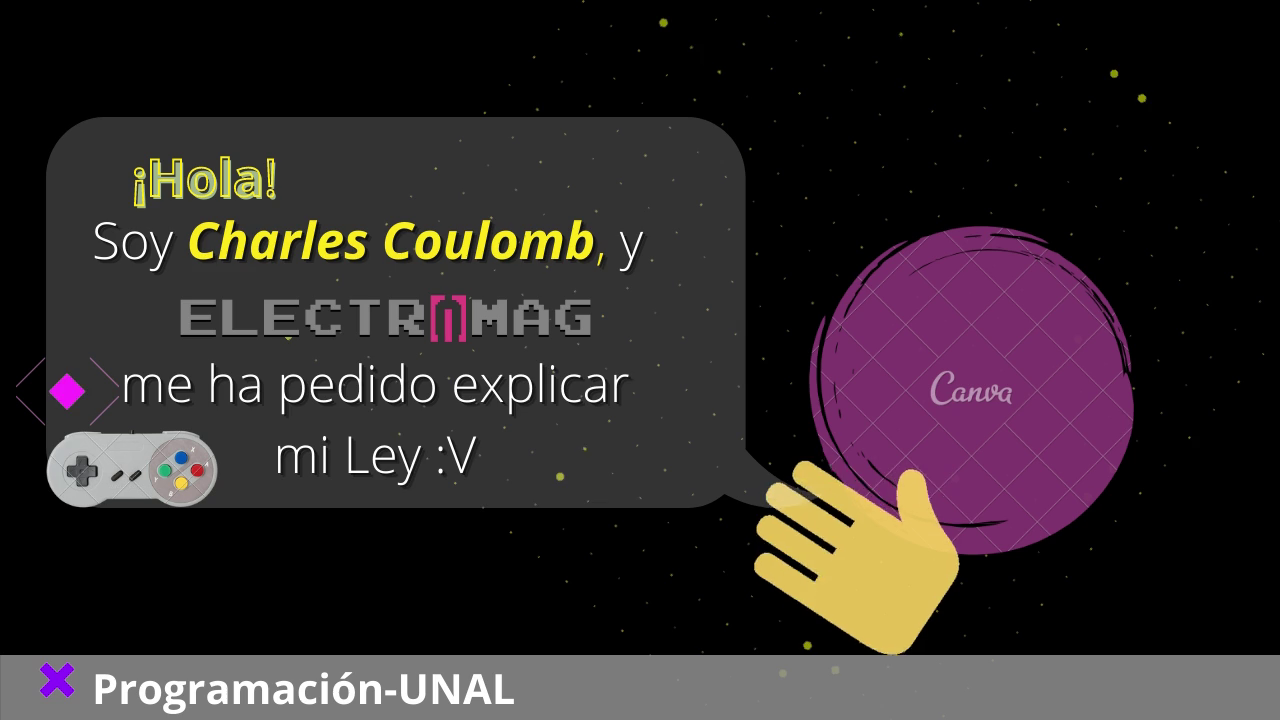 ¡Hola!
Soy Charles Coulomb, y
ELECTR[]MAG
me ha pedido explicar
mi Ley :V
Canva
Programación-UNAL